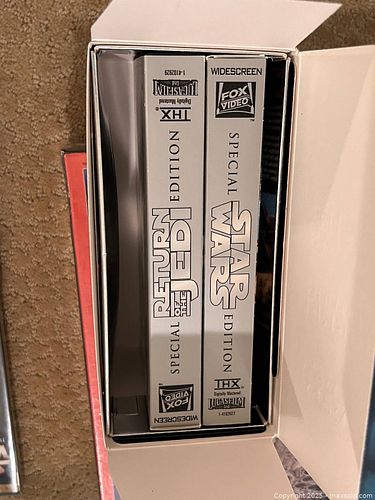 WIDESCREEN
FOX
VIDEO
SPECIAL
STAR
WARS
EDITION
THX
Digitally Mastered
LUCASFILM
1-4102927
WIDESCREEN
FOX
VIDEO
SPECIAL
RETURN
OF THE
JEDI
EDITION
THX
Digitally Mastered
LUCASFILM
Ltd.
1-4102929
Copyright 2025 - maxsold.com